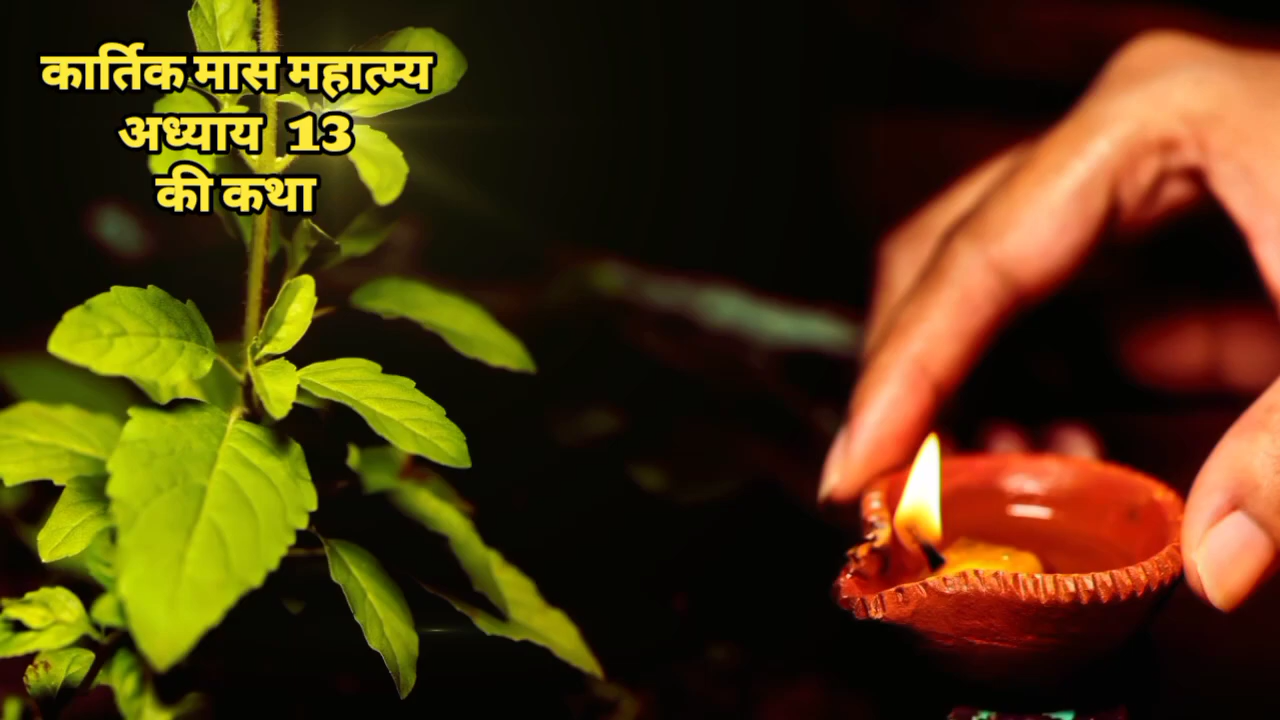 कार्तिक मास महात्म्य
अध्याय 13
की कथा